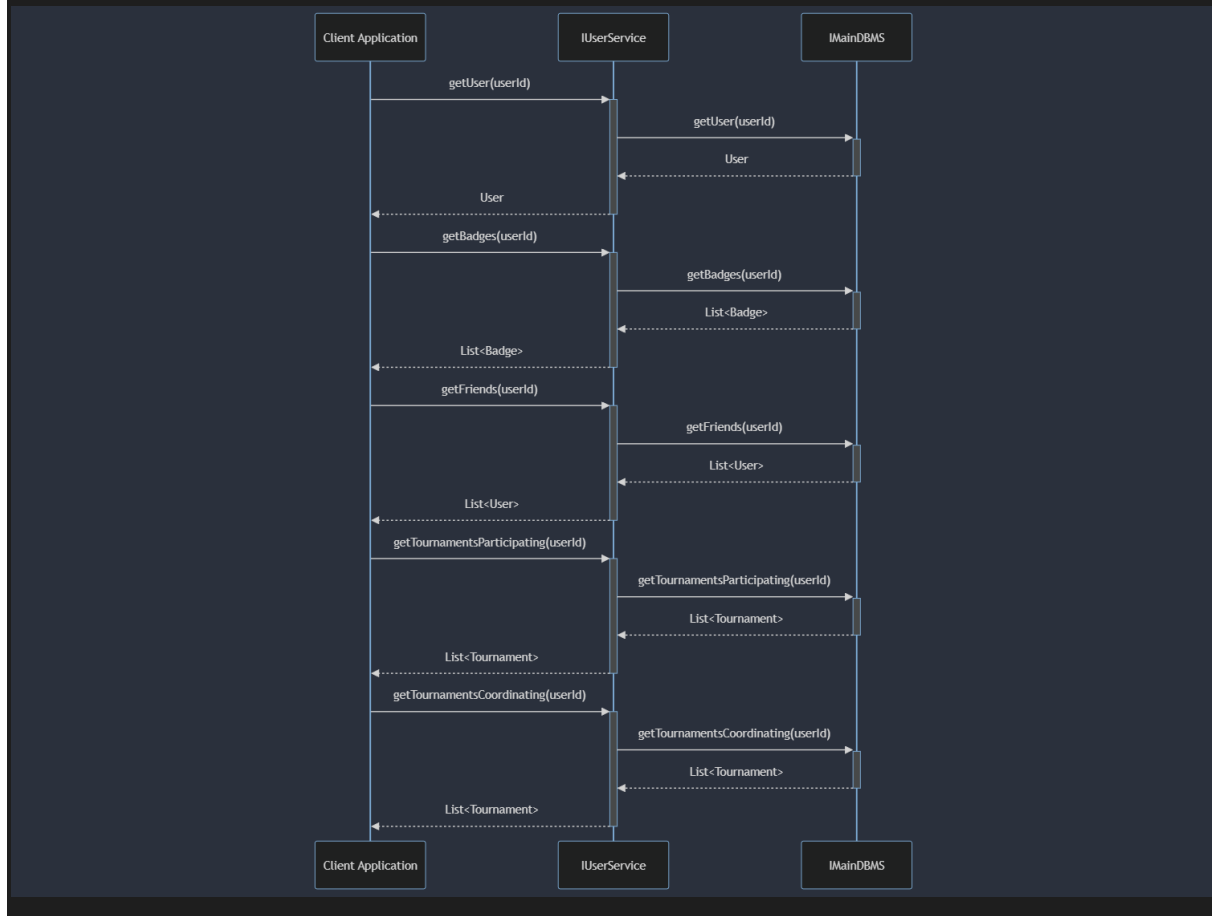 Client Application
IUserService
IMainDBMS
getUser(userId)
getUser(userId)
User
User
getBadges(userId)
getBadges(userId)
List<Badge>
List<Badge>
getFriends(userId)
getFriends(userId)
List<User>
List<User>
getTournamentsParticipating(userId)
getTournamentsParticipating(userId)
List<Tournament>
List<Tournament>
getTournamentsCoordinating(userId)
getTournamentsCoordinating(userId)
List<Tournament>
List<Tournament>
Client Application
IUserService
IMainDBMS